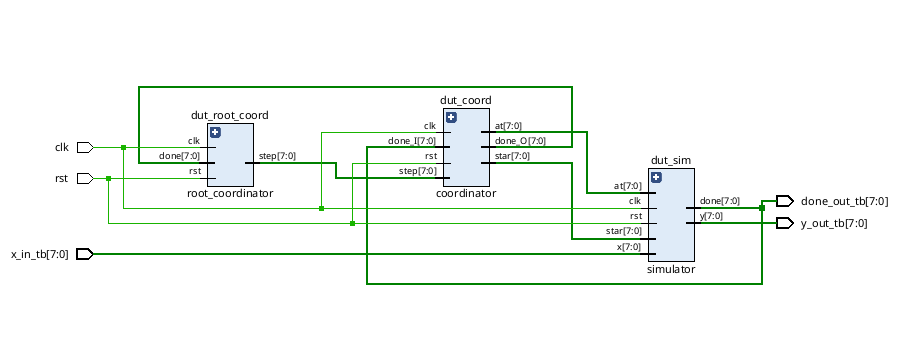 dut_root_coord
clk
done[7:0]
rst
step[7:0]
root_coordinator
dut_coord
clk
done_I[7:0]
rst
step[7:0]
at[7:0]
done_O[7:0]
star[7:0]
coordinator
dut_sim
at[7:0]
clk
rst
star[7:0]
x[7:0]
done[7:0]
y[7:0]
simulator
clk
rst
x_in_tb[7:0]
done_out_tb[7:0]
y_out_tb[7:0]